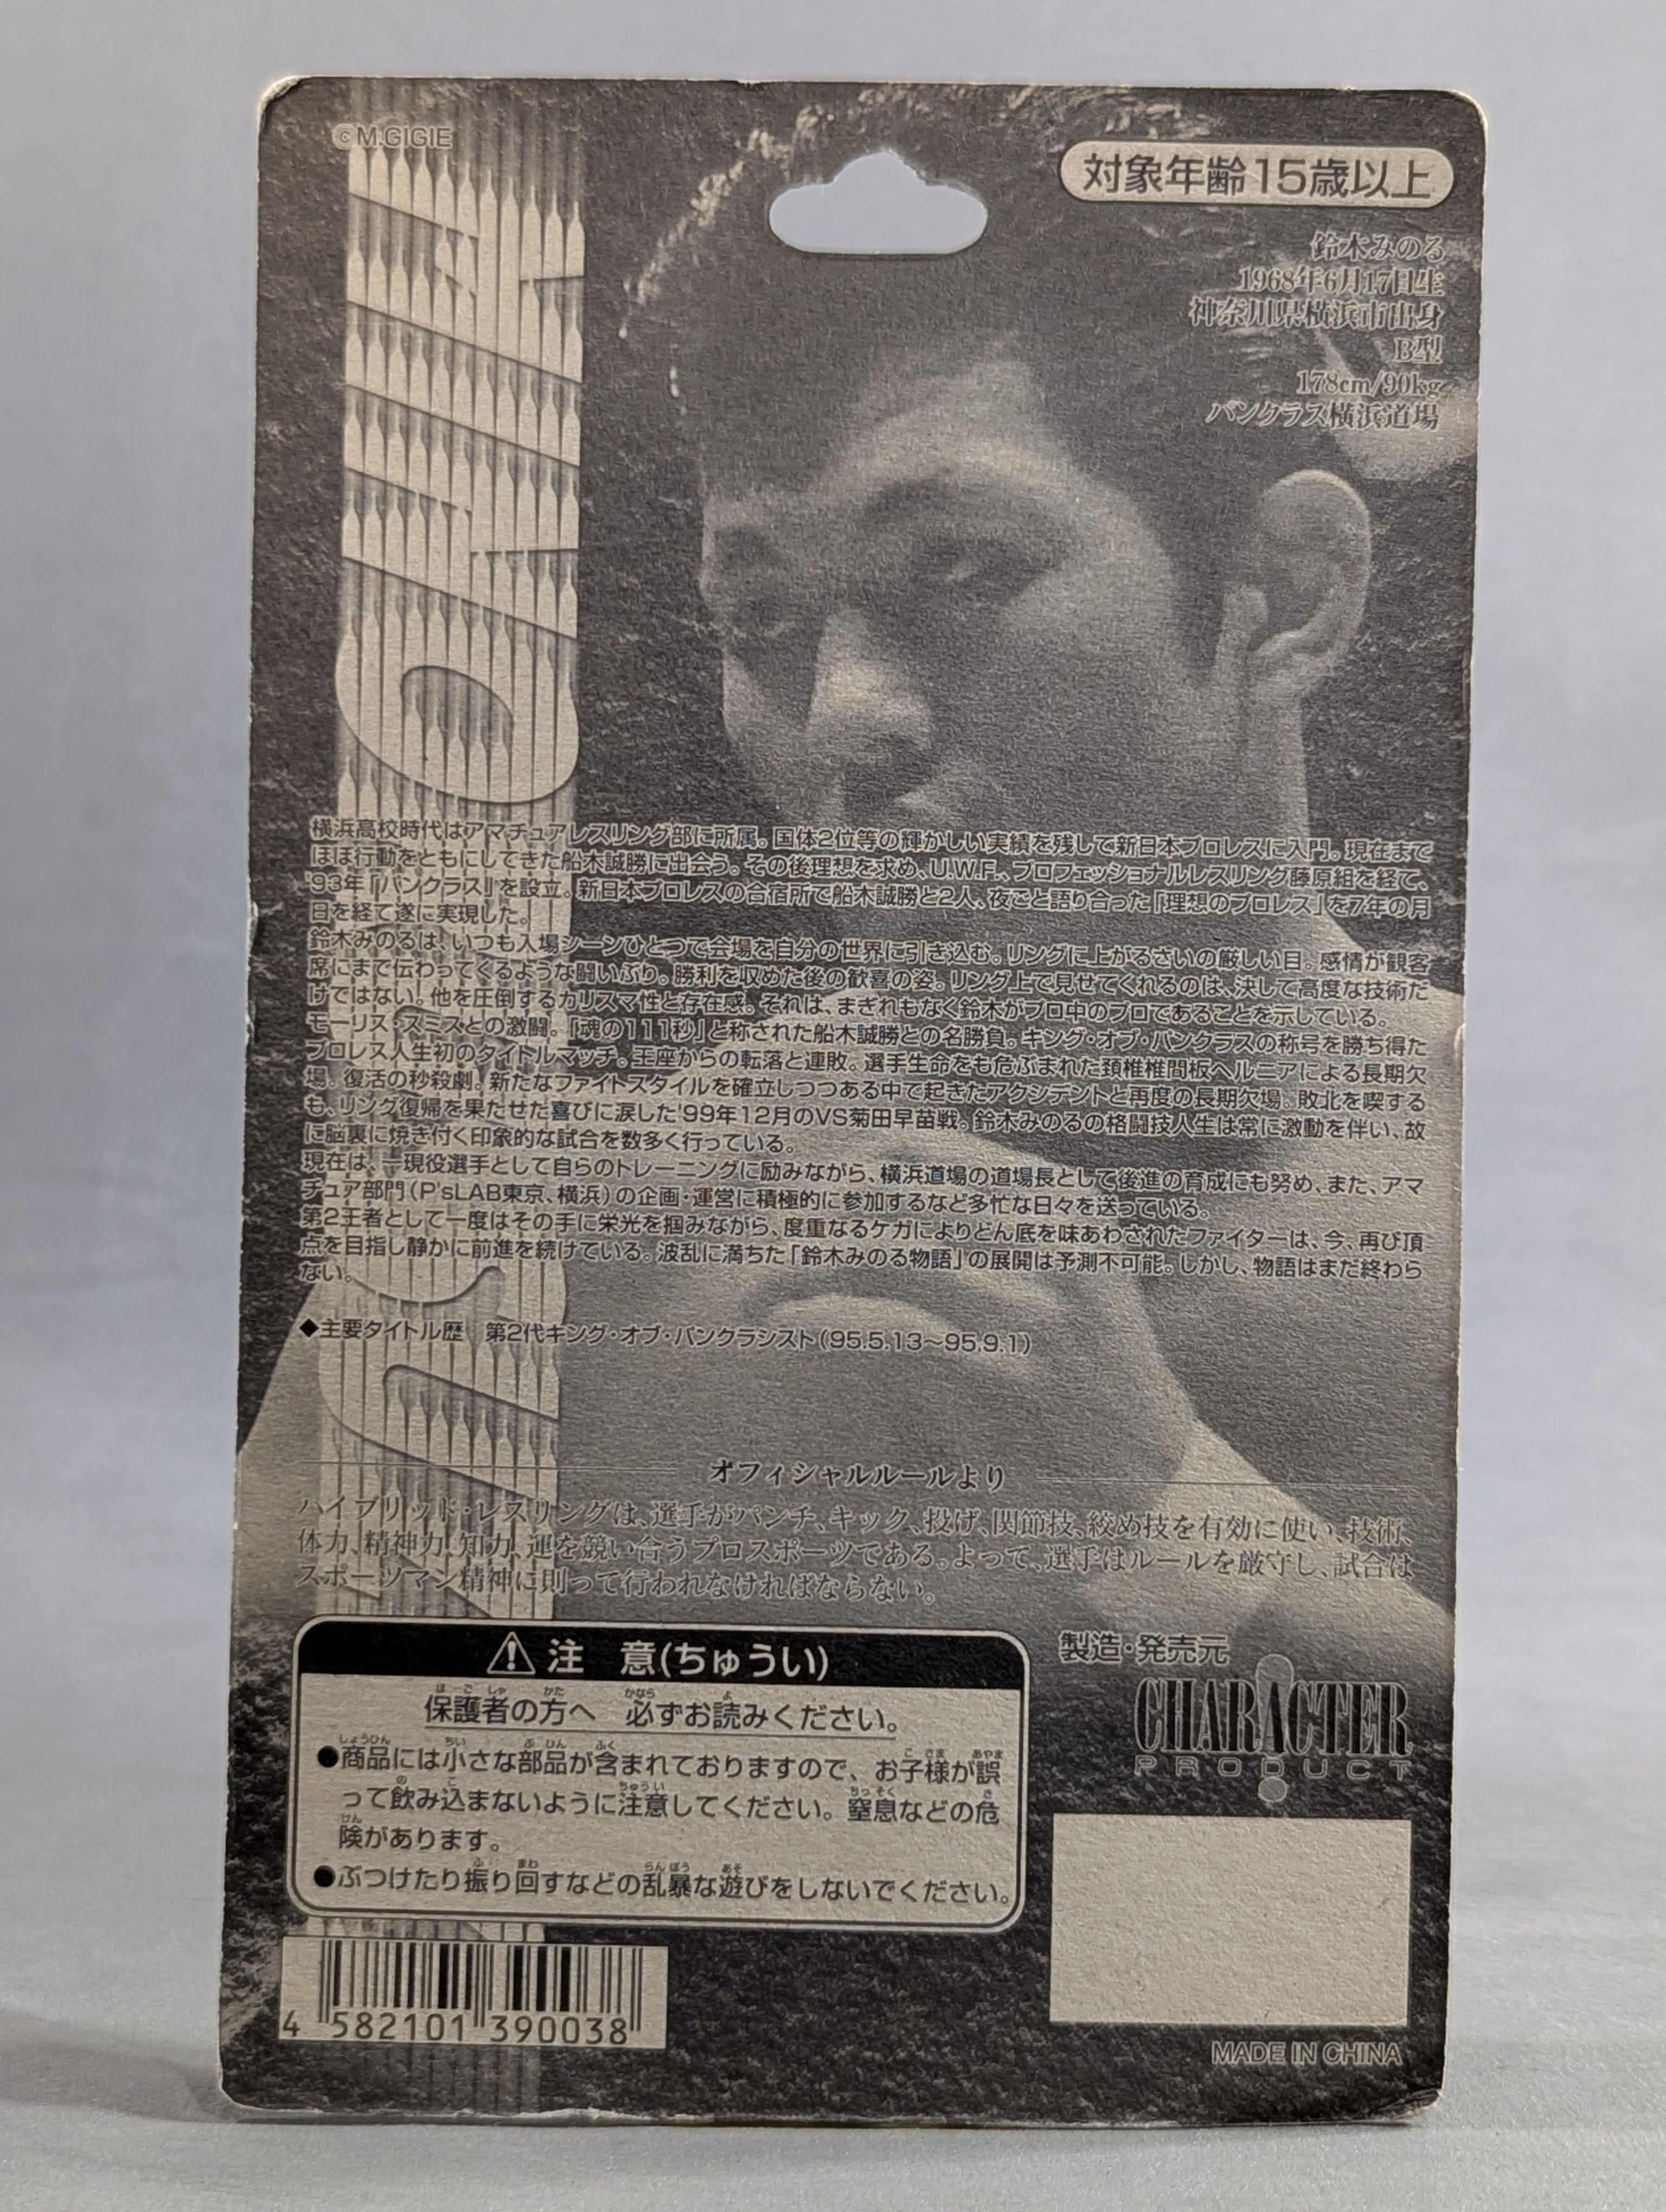 ©M.GIGIE
対象年齢15歳以上
鈴木みのる
1968年6月17日生
神奈川県横浜市出身
B型
178cm/90kg
パンクラス横浜道場
横浜高校時代はアマチュアレスリング部に所属。国体2位等の輝かしい実績を残して新日本プロレスに入門。現在まで
ほぼ行動をともにしてきた船木誠勝に出会う。その後理想を求め、U.W.F.、プロフェッショナルレスリング藤原組を経て、
'93年「パンクラス」を設立。新日本プロレスの合宿所で船木誠勝と2人、夜ごと語り合った「理想のプロレス」を7年の月
日を経て遂に実現した。
鈴木みのるは、いつも入場シーンひとつで会場を自分の世界に引き込む。リングに上がるさいの厳しい目。感情が観客
席にまで伝わってくるような闘いぶり。勝利を収めた後の歓喜の姿。リング上で見せてくれるのは、決して高度な技術だ
けではない。他を圧倒するカリスマ性と存在感。それは、まぎれもなく鈴木がプロ中のプロであることを示している。
モーリス・スミスとの激闘。「魂の111秒」と称された船木誠勝との名勝負。キング・オブ・パンクラスの称号を勝ち得た
プロレス人生初のタイトルマッチ。王座からの転落と連敗。選手生命をも危ぶまれた頚椎椎間板ヘルニアによる長期欠
場。復活の秒殺劇。新たなファイトスタイルを確立しつつある中で起きたアクシデントと再度の長期欠場。敗北を喫する
も、リング復帰を果たせた喜びに涙した'99年12月のVS菊田早苗戦。鈴木みのるの格闘技人生は常に激動を伴い、故
に脳裏に焼き付く印象的な試合を数多く行っている。
現在は、一現役選手として自らのトレーニングに励みながら、横浜道場の道場長として後進の育成にも努め、また、アマ
チュア部門(P'sLAB東京、横浜)の企画・運営に積極的に参加するなど多忙な日々を送っている。
第2王者として一度はその手に栄光を掴みながら、度重なるケガによりどん底を味あわされたファイターは、今、再び頂
点を目指し静かに前進を続けている。波乱に満ちた「鈴木みのる物語」の展開は予測不可能。しかし、物語はまだ終わら
ない。
◆主要タイトル歴 第2代キング・オブ・パンクラシスト(95.5.13～95.9.1)
オフィシャルルールより
ハイブリッド・レスリングは、選手がパンチ、キック、投げ、関節技、絞め技を有効に使い、技術、
体力、精神力、知力、運を競い合うプロスポーツである。よって、選手はルールを厳守し、試合は
スポーツマン精神に則って行われなければならない。
注 意(ちゅうい)
保護者の方へ 必ずお読みください。
●商品には小さな部品が含まれておりますので、お子様が誤
って飲み込まないように注意してください。窒息などの危
険があります。
●ぶつけたり振り回すなどの乱暴な遊びをしないでください。
製造・発売元
CHARACTER
PRODUCT
4 582101 390038
MADE IN CHINA